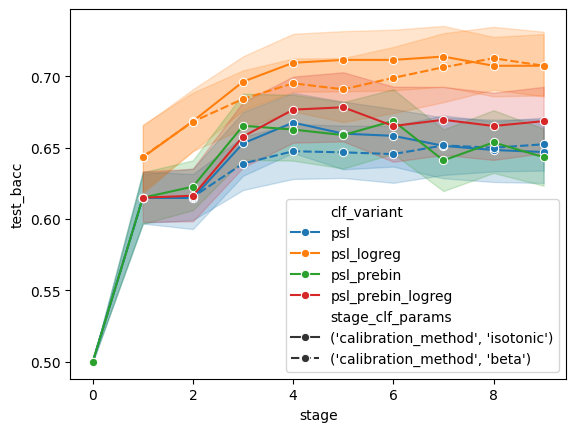 test_bacc
0.70
0.65
0.60
0.55
0.50
clf_variant
psl
psl_logreg
psl_prebin
psl_prebin_logreg
stage_clf_params
('calibration_method', 'isotonic')
('calibration_method', 'beta')
0 2 4 6 8
stage